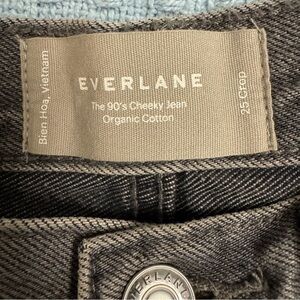 Bien Hoa, Vietnam
EVERLANE
The 90's Cheeky Jean
Organic Cotton
25 Crop
EVERLANE